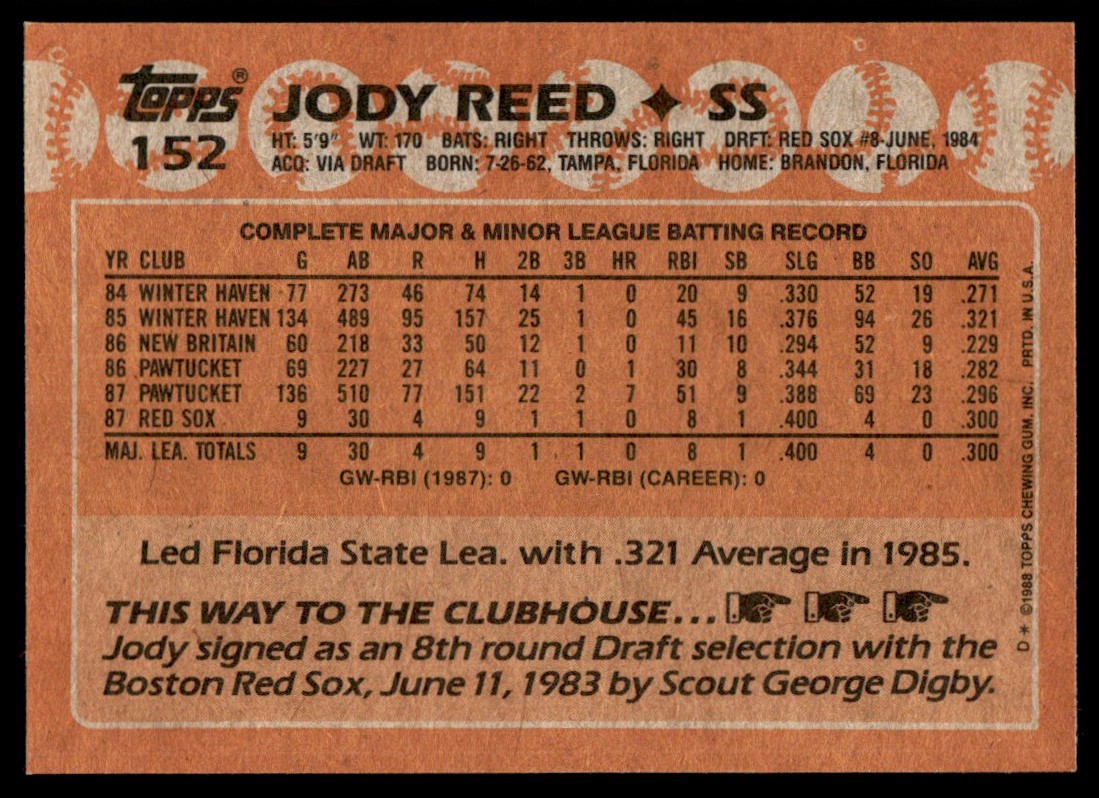 topps® JODY REED ✦ SS
152 HT: 5'9" WT: 170 BATS: RIGHT THROWS: RIGHT DRFT: RED SOX #8-JUNE, 1984
ACQ: VIA DRAFT BORN: 7-26-62, TAMPA, FLORIDA HOME: BRANDON, FLORIDA
COMPLETE MAJOR & MINOR LEAGUE BATTING RECORD
YR CLUB G AB R H 2B 3B HR RBI SB SLG BB SO AVG
84 WINTER HAVEN 77 273 46 74 14 1 0 20 9 .330 52 19 .271
85 WINTER HAVEN 134 489 95 157 25 1 0 45 16 .376 94 26 .321
86 NEW BRITAIN 60 218 33 50 12 1 0 11 10 .294 52 9 .229
86 PAWTUCKET 69 227 27 64 11 0 1 30 8 .344 31 18 .282
87 PAWTUCKET 136 510 77 151 22 2 7 51 9 .388 69 23 .296
87 RED SOX 9 30 4 9 1 1 0 8 1 .400 4 0 .300
MAJ. LEA. TOTALS 9 30 4 9 1 1 0 8 1 .400 4 0 .300
GW-RBI (1987): 0 GW-RBI (CAREER): 0
Led Florida State Lea. with .321 Average in 1985.
THIS WAY TO THE CLUBHOUSE...
Jody signed as an 8th round Draft selection with the
Boston Red Sox, June 11, 1983 by Scout George Digby.
D* ©1988 TOPPS CHEWING GUM, INC. PRTD. IN U.S.A.